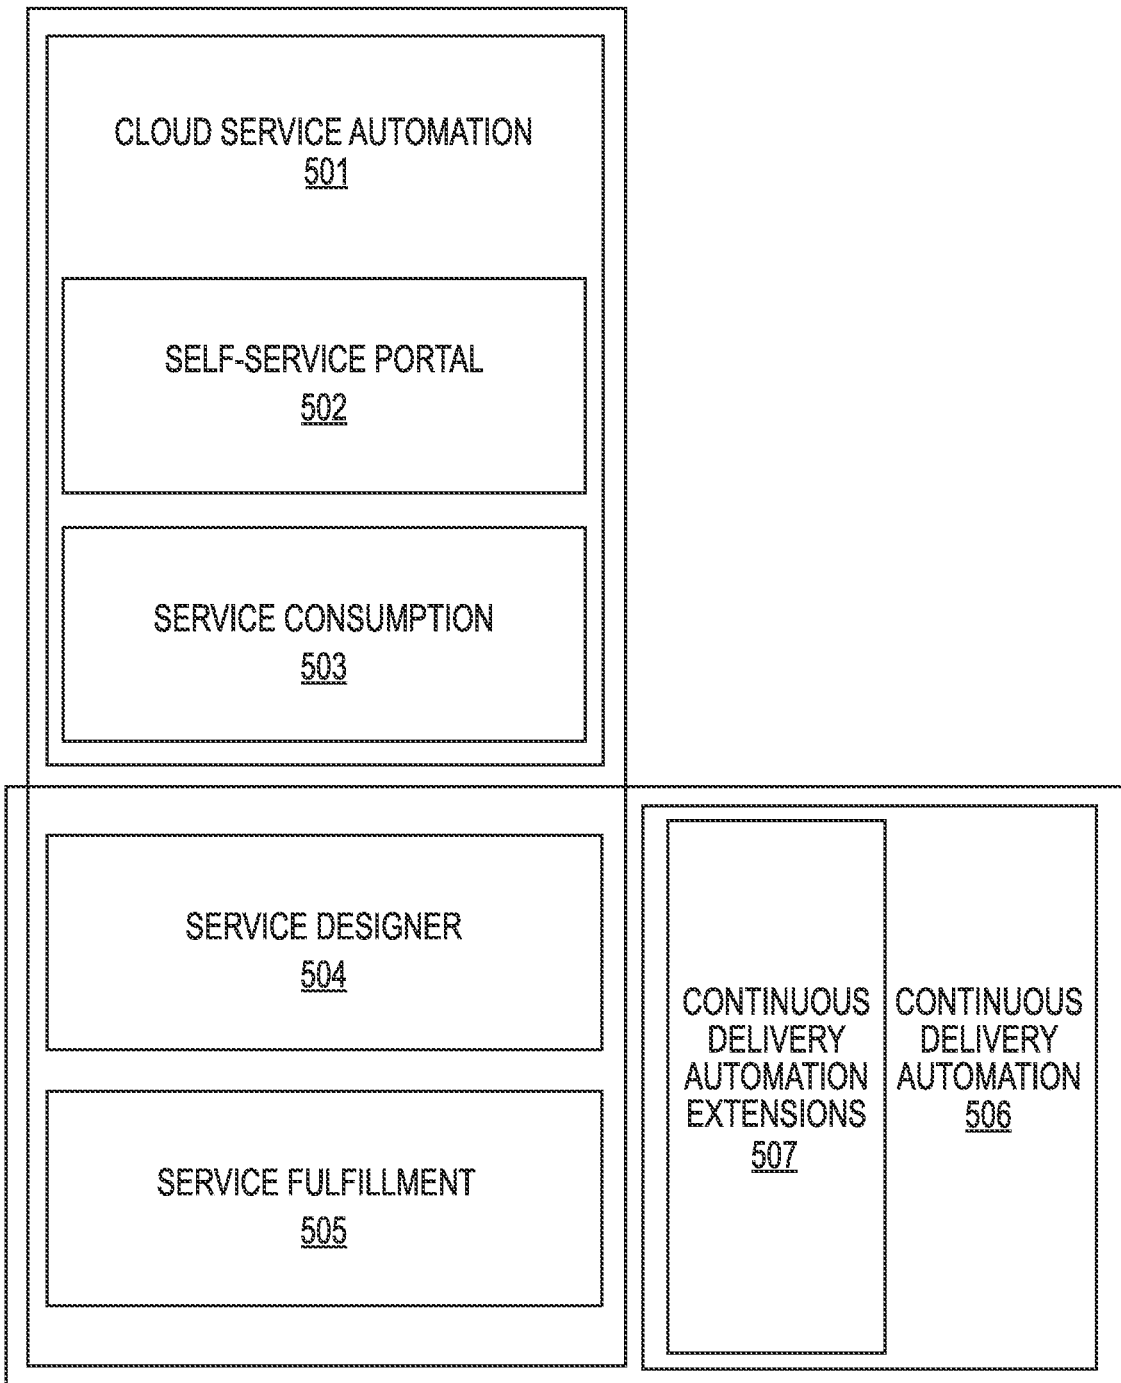 CLOUD SERVICE AUTOMATION
501
SELF-SERVICE PORTAL
502
SERVICE CONSUMPTION
503
SERVICE DESIGNER
504
SERVICE FULFILLMENT
505
CONTINUOUS
DELIVERY
AUTOMATION
EXTENSIONS
507
CONTINUOUS
DELIVERY
AUTOMATION
506